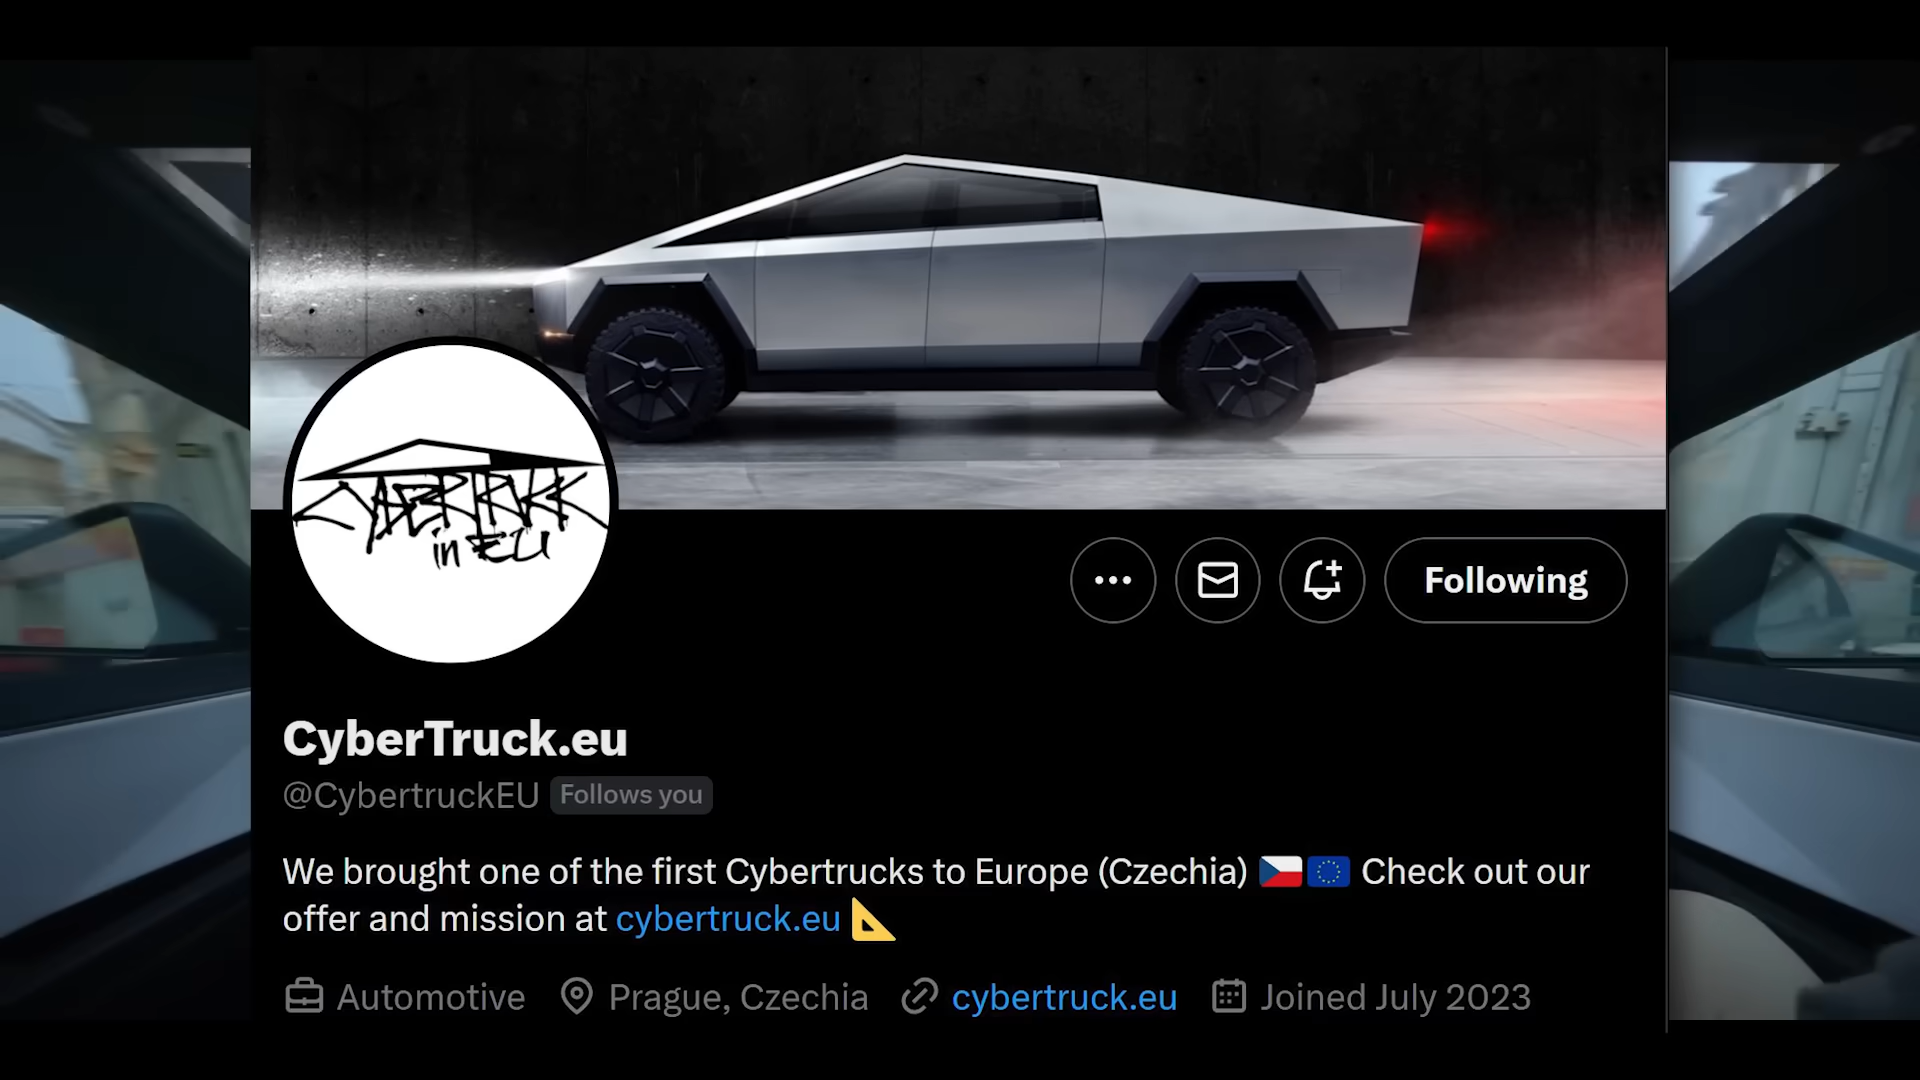 CYBERTRUCK
in EU
Following
CyberTruck.eu
@CybertruckEU Follows you
We brought one of the first Cybertrucks to Europe (Czechia) 🇨🇿🇪🇺 Check out our
offer and mission at cybertruck.eu 📐
Automotive Prague, Czechia cybertruck.eu Joined July 2023